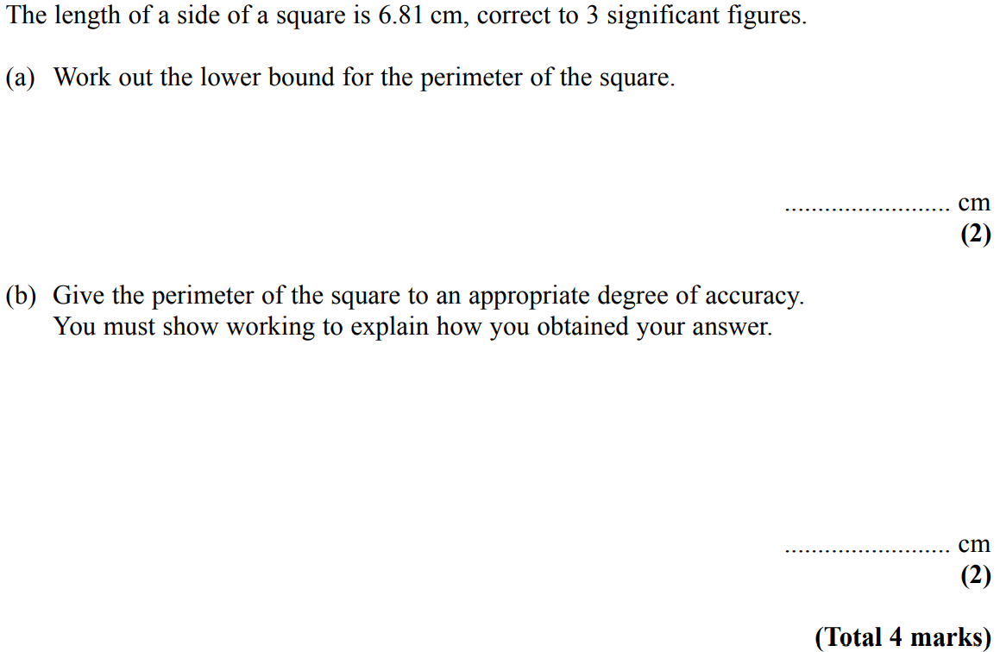 The length of a side of a square is 6.81 cm, correct to 3 significant figures.
(a) Work out the lower bound for the perimeter of the square.
......................... cm
(2)
(b) Give the perimeter of the square to an appropriate degree of accuracy.
You must show working to explain how you obtained your answer.
......................... cm
(2)
(Total 4 marks)